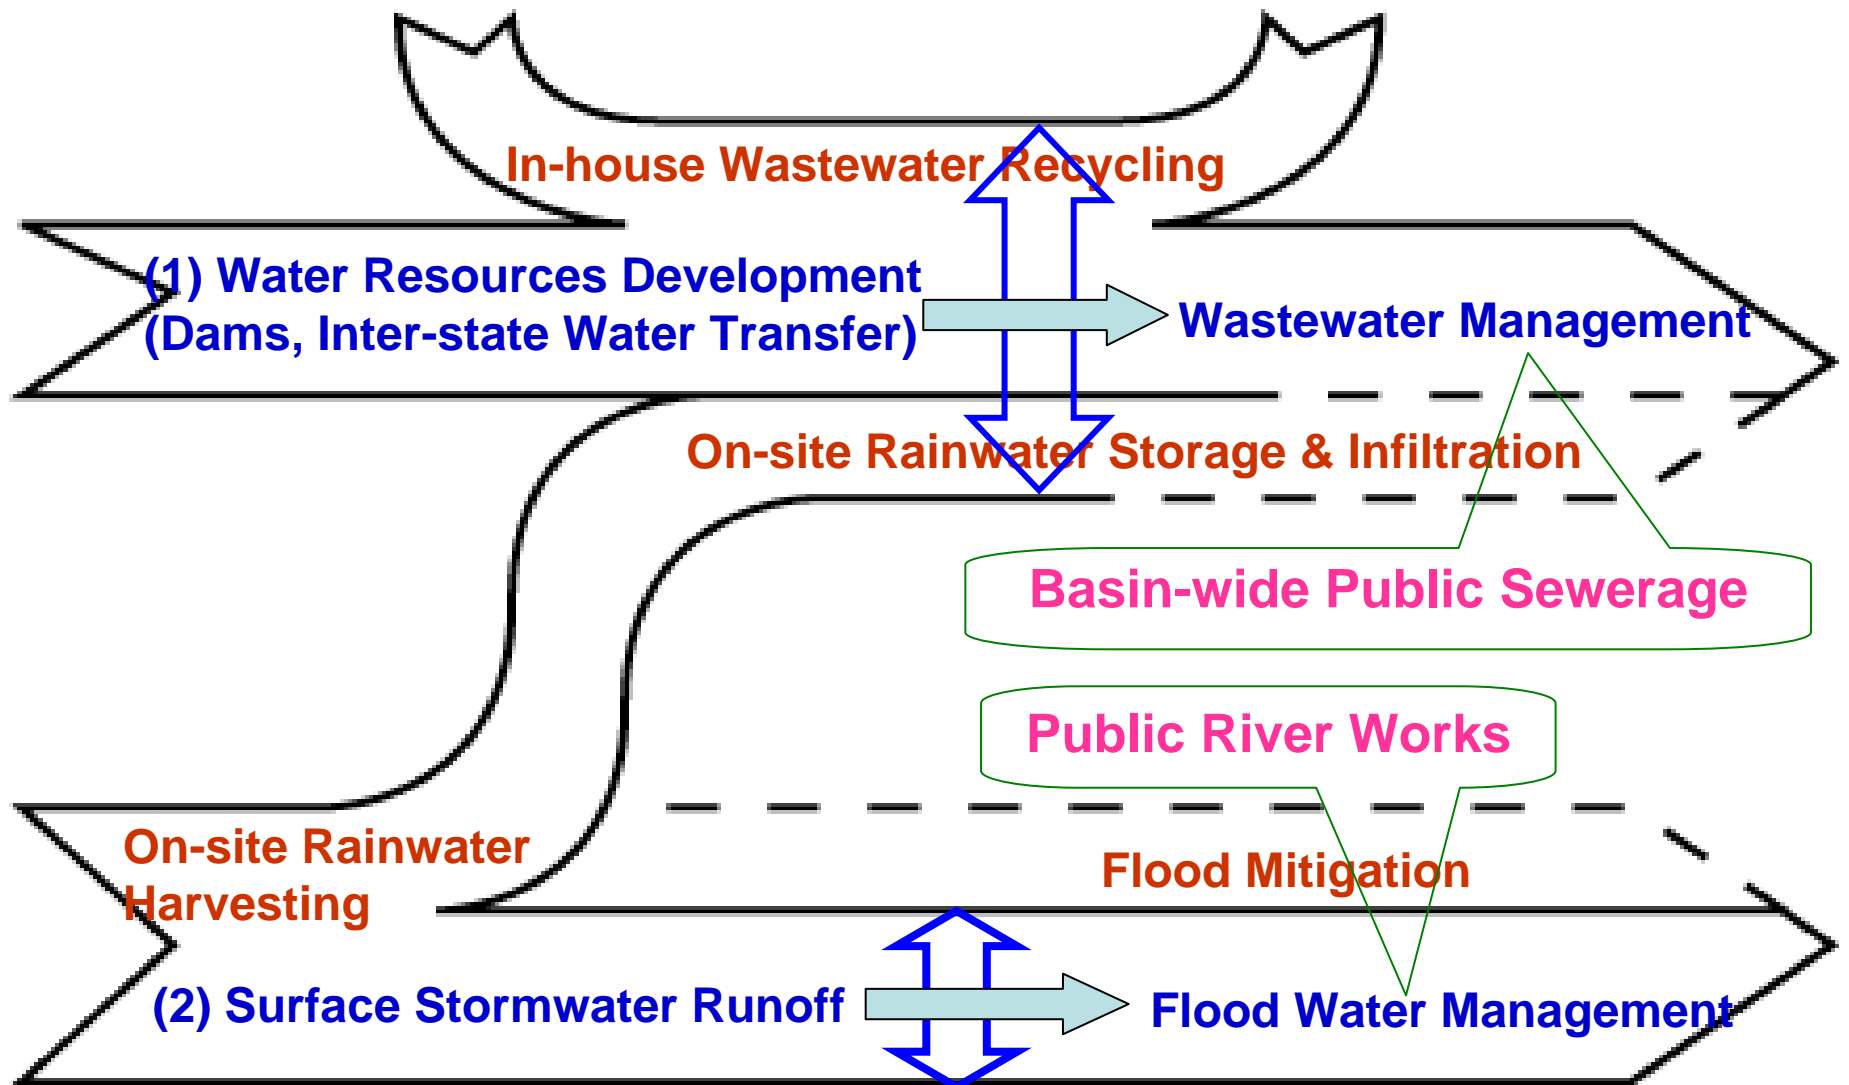 In-house Wastewater Recycling
(1) Water Resources Development
(Dams, Inter-state Water Transfer)
Wastewater Management
On-site Rainwater Storage & Infiltration
Basin-wide Public Sewerage
Public River Works
On-site Rainwater
Harvesting
Flood Mitigation
(2) Surface Stormwater Runoff
Flood Water Management